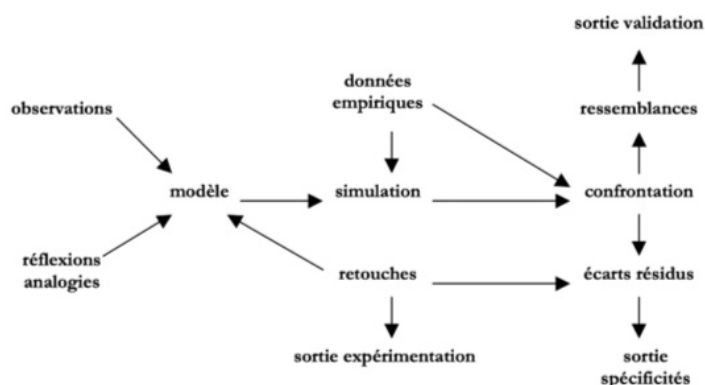 sortie validation
données
empiriques
observations
ressemblances
modèle
simulation
confrontation
réflexions
analogies
retouches
écarts résidus
sortie expérimentation
sortie
spécificités